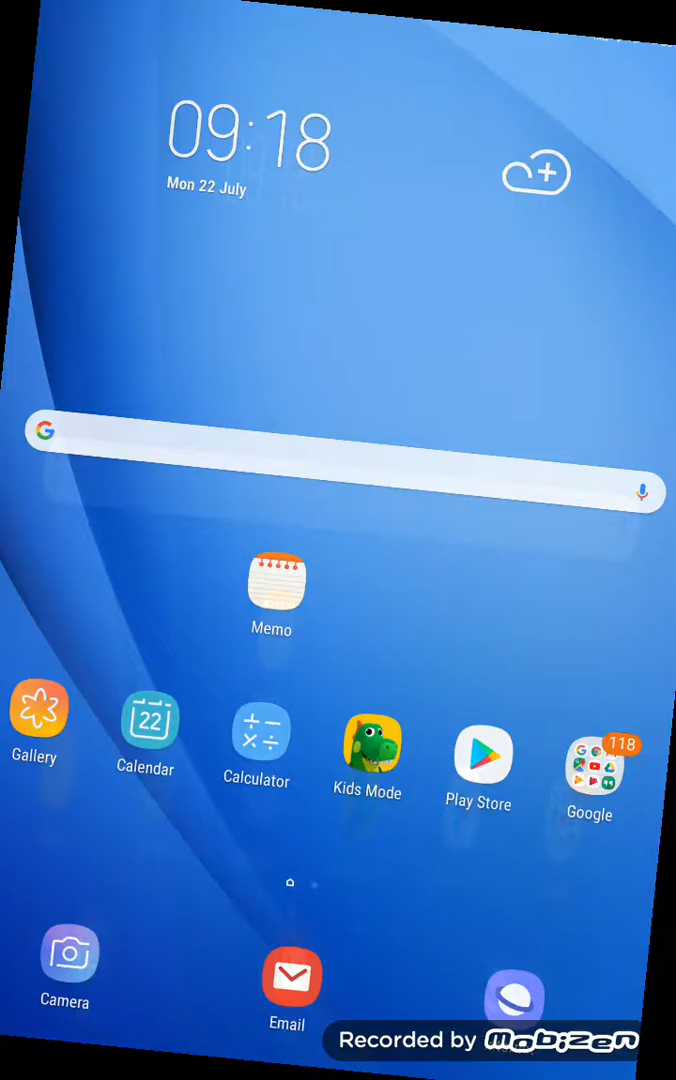 09:18
Mon 22 July
Memo
22
118
Gallery
Calendar
Calculator
Kids Mode
Play Store
Google
Camera
Email
Recorded by mobizen